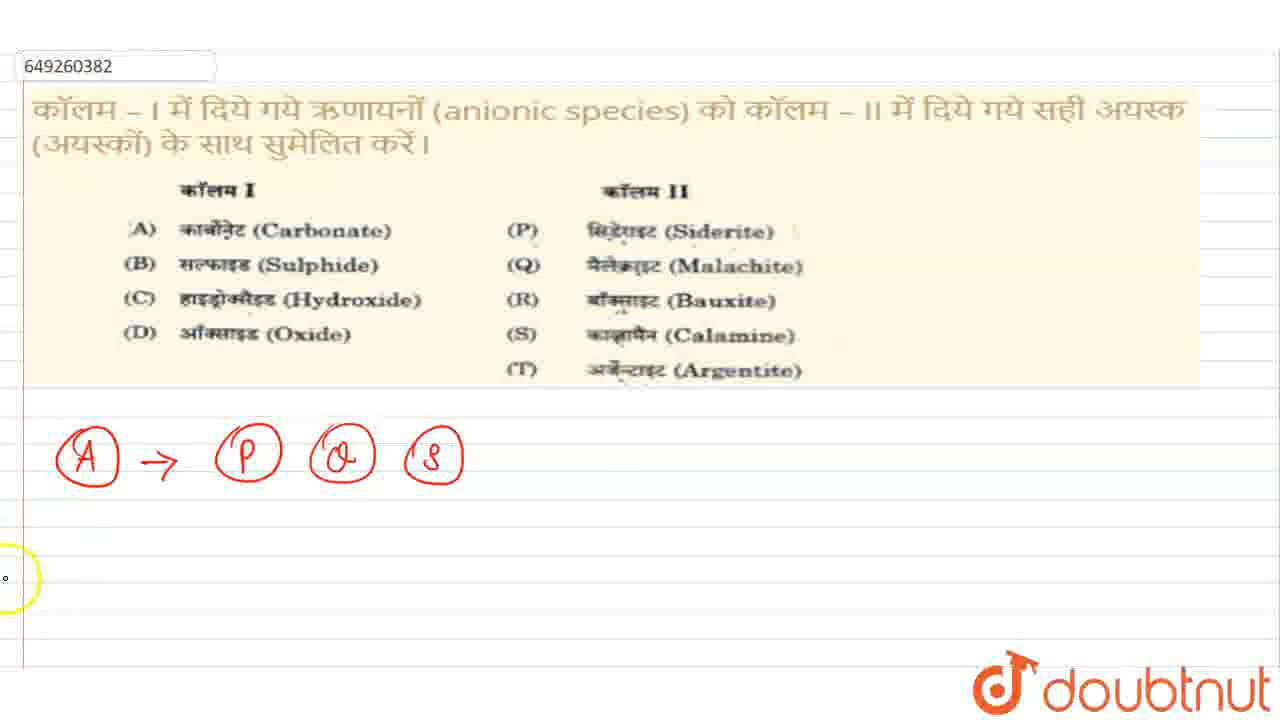 649260382
कॉलम – I में दिये गये ऋणायनों (anionic species) को कॉलम – II में दिये गये सही अयस्क
(अयस्कों) के साथ सुमेलित करें।
कॉलम I कॉलम II
A) कार्बोनेट (Carbonate) (P) सिडेराइट (Siderite)
(B) सल्फाइड (Sulphide) (Q) मैलेकाइट (Malachite)
(C) हाइड्रोक्साइड (Hydroxide) (R) बॉक्साइट (Bauxite)
(D) ऑक्साइड (Oxide) (S) (Calamine)
(T) अर्जेन्टाइट (Argentite)
A → P Q S
doubtnut